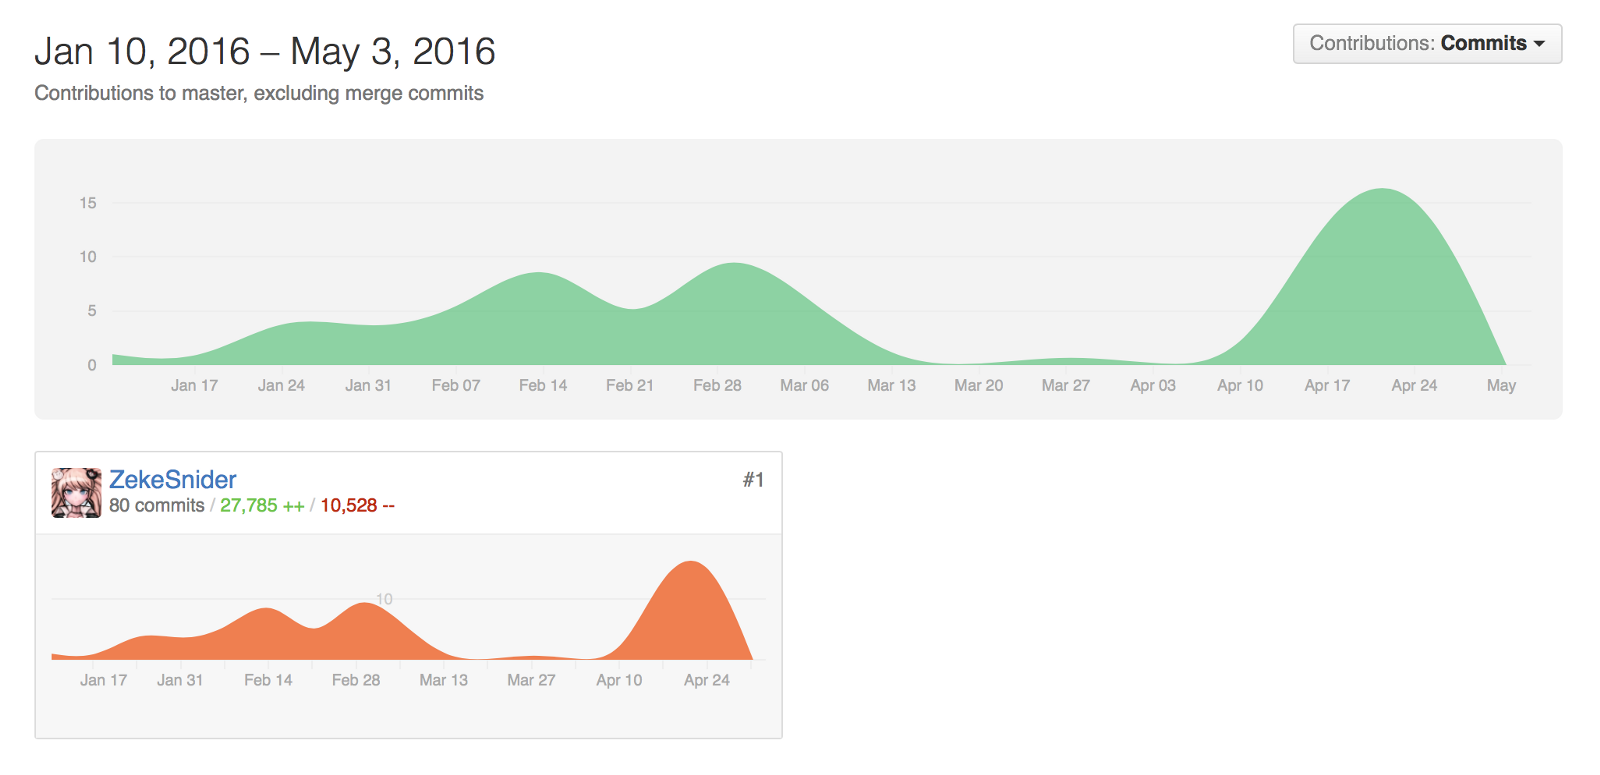 Jan 10, 2016 – May 3, 2016
Contributions: Commits
Contributions to master, excluding merge commits
15
10
5
0
Jan 17 Jan 24 Jan 31 Feb 07 Feb 14 Feb 21 Feb 28 Mar 06 Mar 13 Mar 20 Mar 27 Apr 03 Apr 10 Apr 17 Apr 24 May
ZekeSnider #1
80 commits / 27,785 ++ / 10,528 --
10
Jan 17 Jan 31 Feb 14 Feb 28 Mar 13 Mar 27 Apr 10 Apr 24